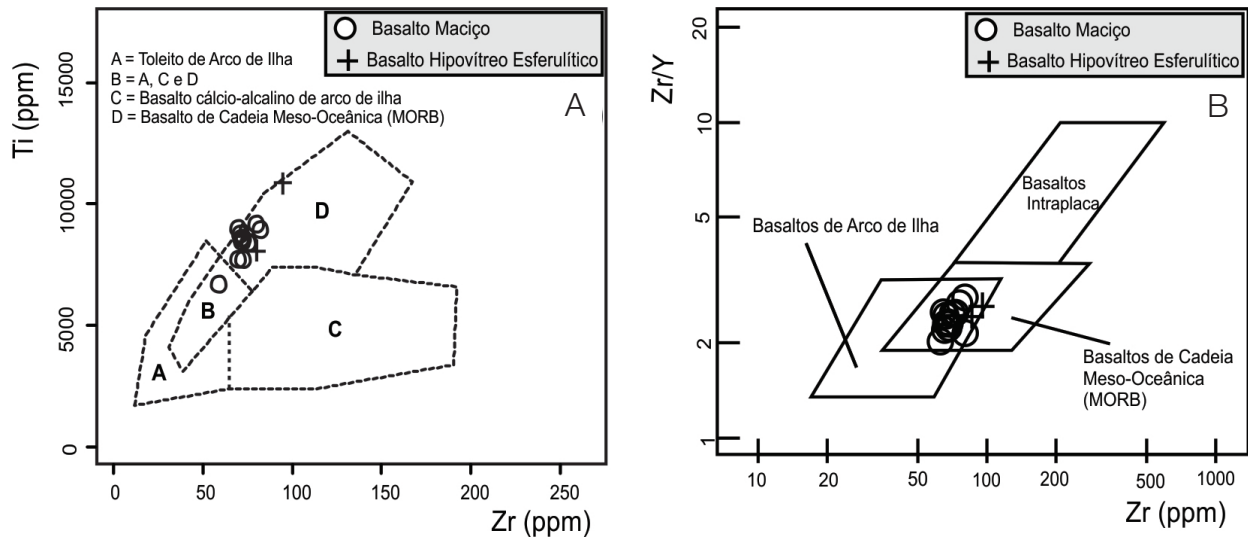 Basalto Maciço
Basalto Hipovítreo Esferulítico
A = Toleito de Arco de Ilha
B = A, C e D
C = Basalto cálcio-alcalino de arco de ilha
D = Basalto de Cadeia Meso-Oceânica (MORB)
A
Ti (ppm)
15000
10000
5000
0
D
B
C
A
0 50 100 150 200 250
Zr (ppm)
Basalto Maciço
Basalto Hipovítreo Esferulítico
B
Zr/Y
20
10
5
2
1
Basaltos
Intraplaca
Basaltos de Arco de Ilha
Basaltos de Cadeia
Meso-Oceânica
(MORB)
10 20 50 100 200 500 1000
Zr (ppm)